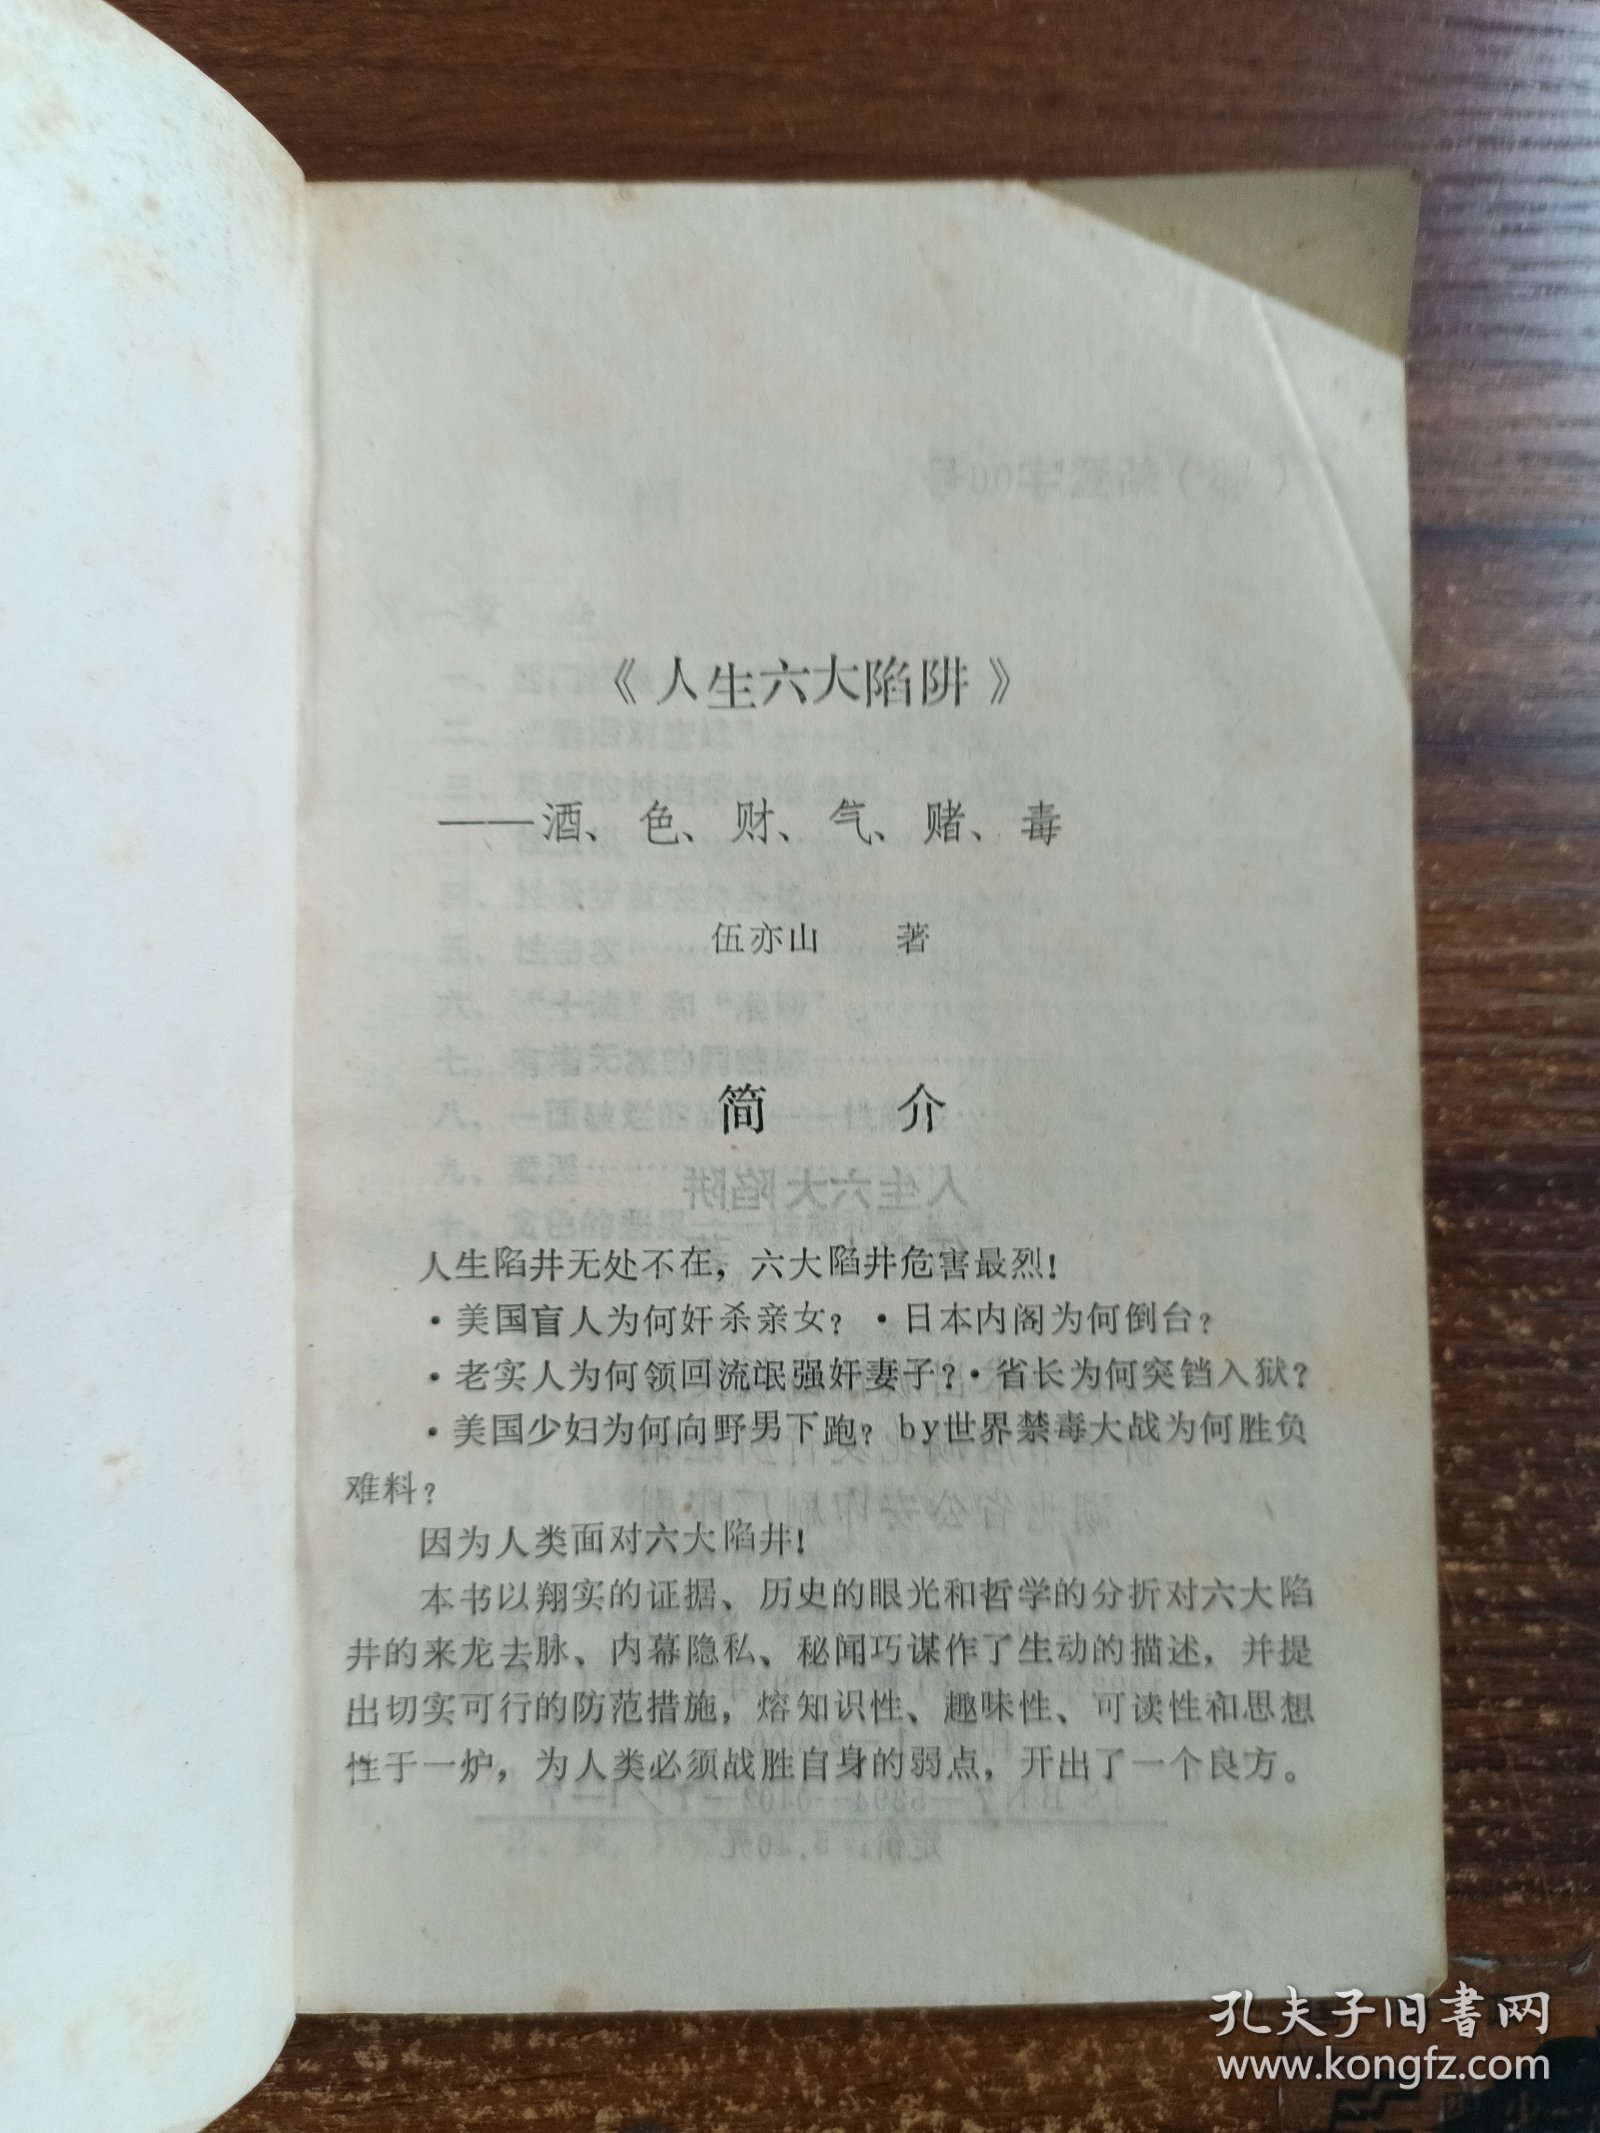 《人生六大陷阱》
——酒、色、财、气、赌、毒
伍亦山 著
简 介
人生陷井无处不在，六大陷井危害最烈！
·美国盲人为何奸杀亲女？·日本内阁为何倒台？
·老实人为何领回流氓强奸妻子？·省长为何突铛入狱？
·美国少妇为何向野男下跑？by世界禁毒大战为何胜负
难料？
因为人类面对六大陷井！
本书以翔实的证据、历史的眼光和哲学的分折对六大陷
井的来龙去脉、内幕隐私、秘闻巧谋作了生动的描述，并提
出切实可行的防范措施，熔知识性、趣味性、可读性和思想
性于一炉，为人类必须战胜自身的弱点，开出了一个良方。
孔夫子旧書网
www.kongfz.com